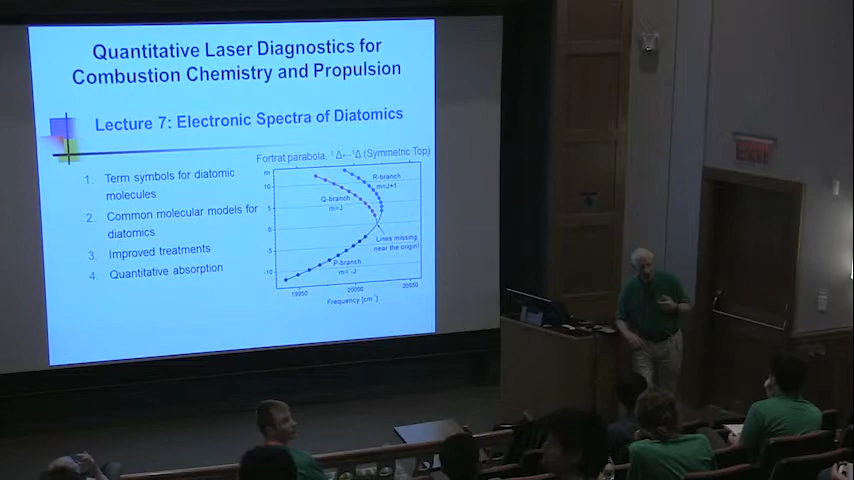 Quantitative Laser Diagnostics for
Combustion Chemistry and Propulsion
Lecture 7: Electronic Spectra of Diatomics
1. Term symbols for diatomic
molecules
2. Common molecular models for
diatomics
3. Improved treatments
4. Quantitative absorption
Fortrat parabola, ¹Δ←¹Δ (Symmetric Top)
m
10
5
0
-5
-10
R-branch
m=J+1
Q-branch
m=J
Lines missing
near the origin!
P-branch
m= -J
19950
20000
20050
Frequency [cm⁻¹]